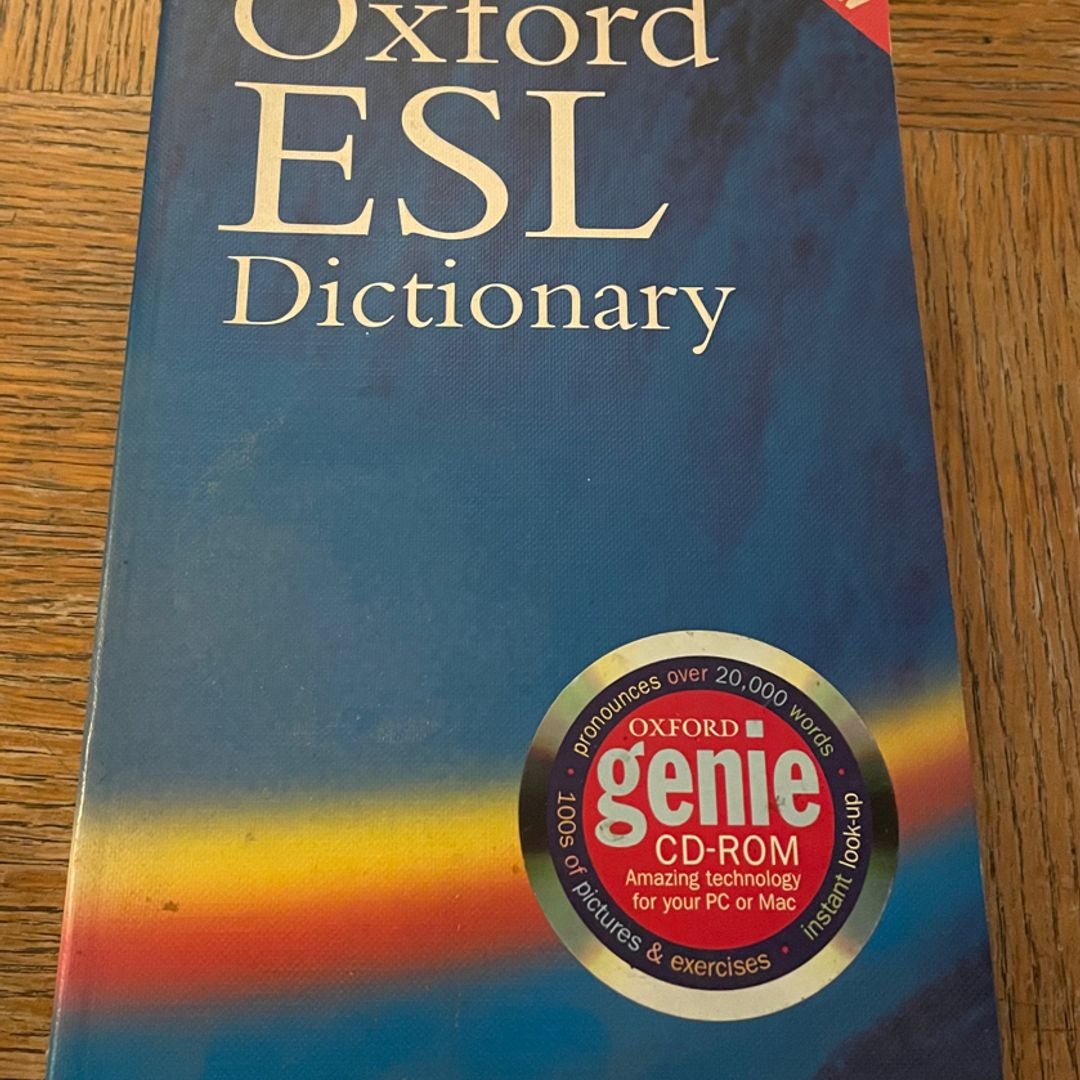 Oxford
ESL
Dictionary
pronounces over 20,000 words
• instant look-up
• 100s of pictures & exercises •
OXFORD
genie
CD-ROM
Amazing technology
for your PC or Mac